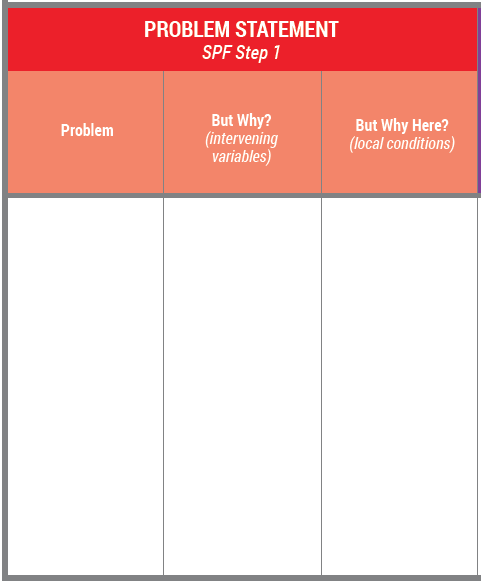 PROBLEM STATEMENT
SPF Step 1
Problem
But Why?
(intervening
variables)
But Why Here?
(local conditions)